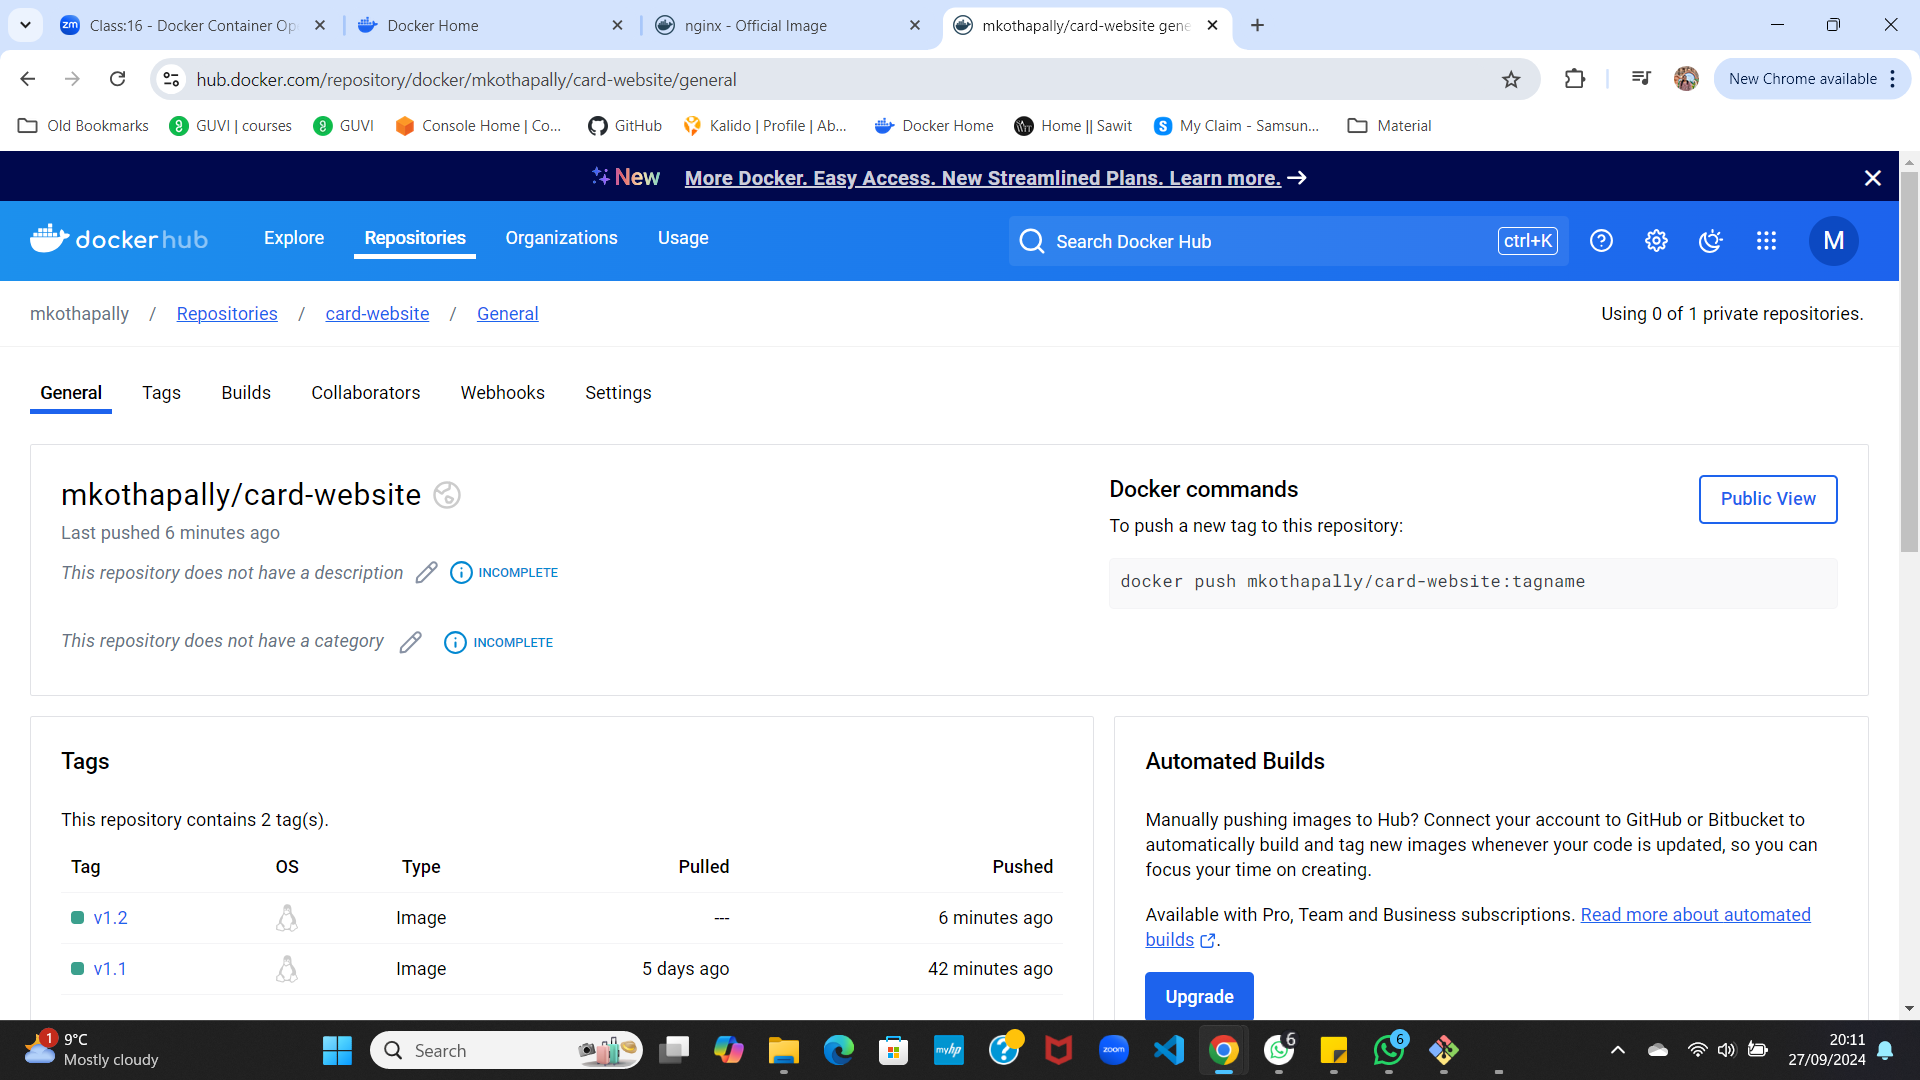 zm Class:16 - Docker Container Op
Docker Home
nginx - Official Image
mkothapally/card-website gene
hub.docker.com/repository/docker/mkothapally/card-website/general
New Chrome available
Old Bookmarks
GUVI | courses
GUVI
Console Home | Co...
GitHub
Kalido | Profile | Ab...
Docker Home
Home || Sawit
My Claim - Samsun...
Material
New More Docker. Easy Access. New Streamlined Plans. Learn more. →
dockerhub
Explore
Repositories
Organizations
Usage
Search Docker Hub
ctrl+K
M
mkothapally / Repositories / card-website / General
Using 0 of 1 private repositories.
General
Tags
Builds
Collaborators
Webhooks
Settings
mkothapally/card-website
Last pushed 6 minutes ago
This repository does not have a description
INCOMPLETE
This repository does not have a category
INCOMPLETE
Docker commands
To push a new tag to this repository:
Public View
docker push mkothapally/card-website:tagname
Tags
This repository contains 2 tag(s).
Tag OS Type Pulled Pushed
v1.2 Image --- 6 minutes ago
v1.1 Image 5 days ago 42 minutes ago
Automated Builds
Manually pushing images to Hub? Connect your account to GitHub or Bitbucket to
automatically build and tag new images whenever your code is updated, so you can
focus your time on creating.
Available with Pro, Team and Business subscriptions. Read more about automated
builds .
Upgrade
1
9°C
Mostly cloudy
Search
myhp
zoom
6
6
20:11
27/09/2024